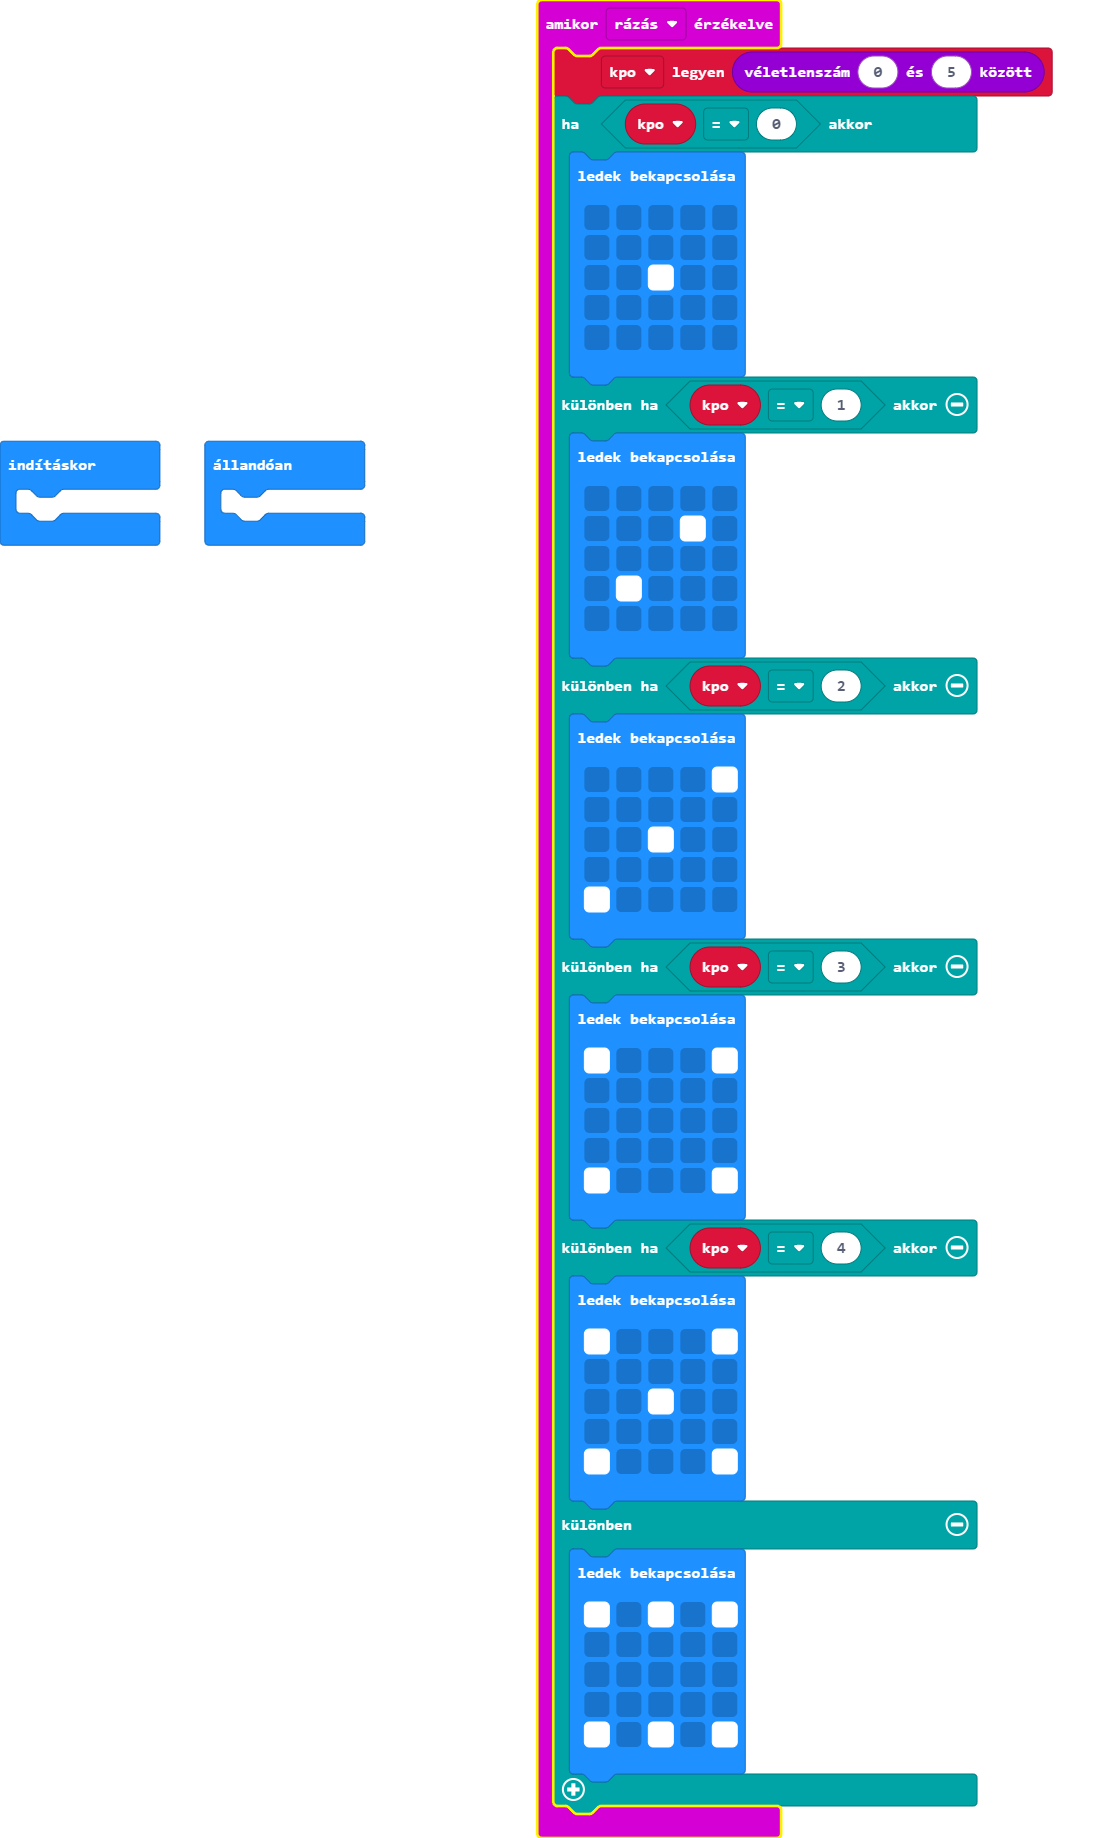 amikor rázás érzékelve
kpo legyen véletlenszám 0 és 5 között
ha kpo = 0 akkor
ledek bekapcsolása
különben ha kpo = 1 akkor
ledek bekapcsolása
indításkor
állandóan
különben ha kpo = 2 akkor
ledek bekapcsolása
különben ha kpo = 3 akkor
ledek bekapcsolása
különben ha kpo = 4 akkor
ledek bekapcsolása
különben
ledek bekapcsolása